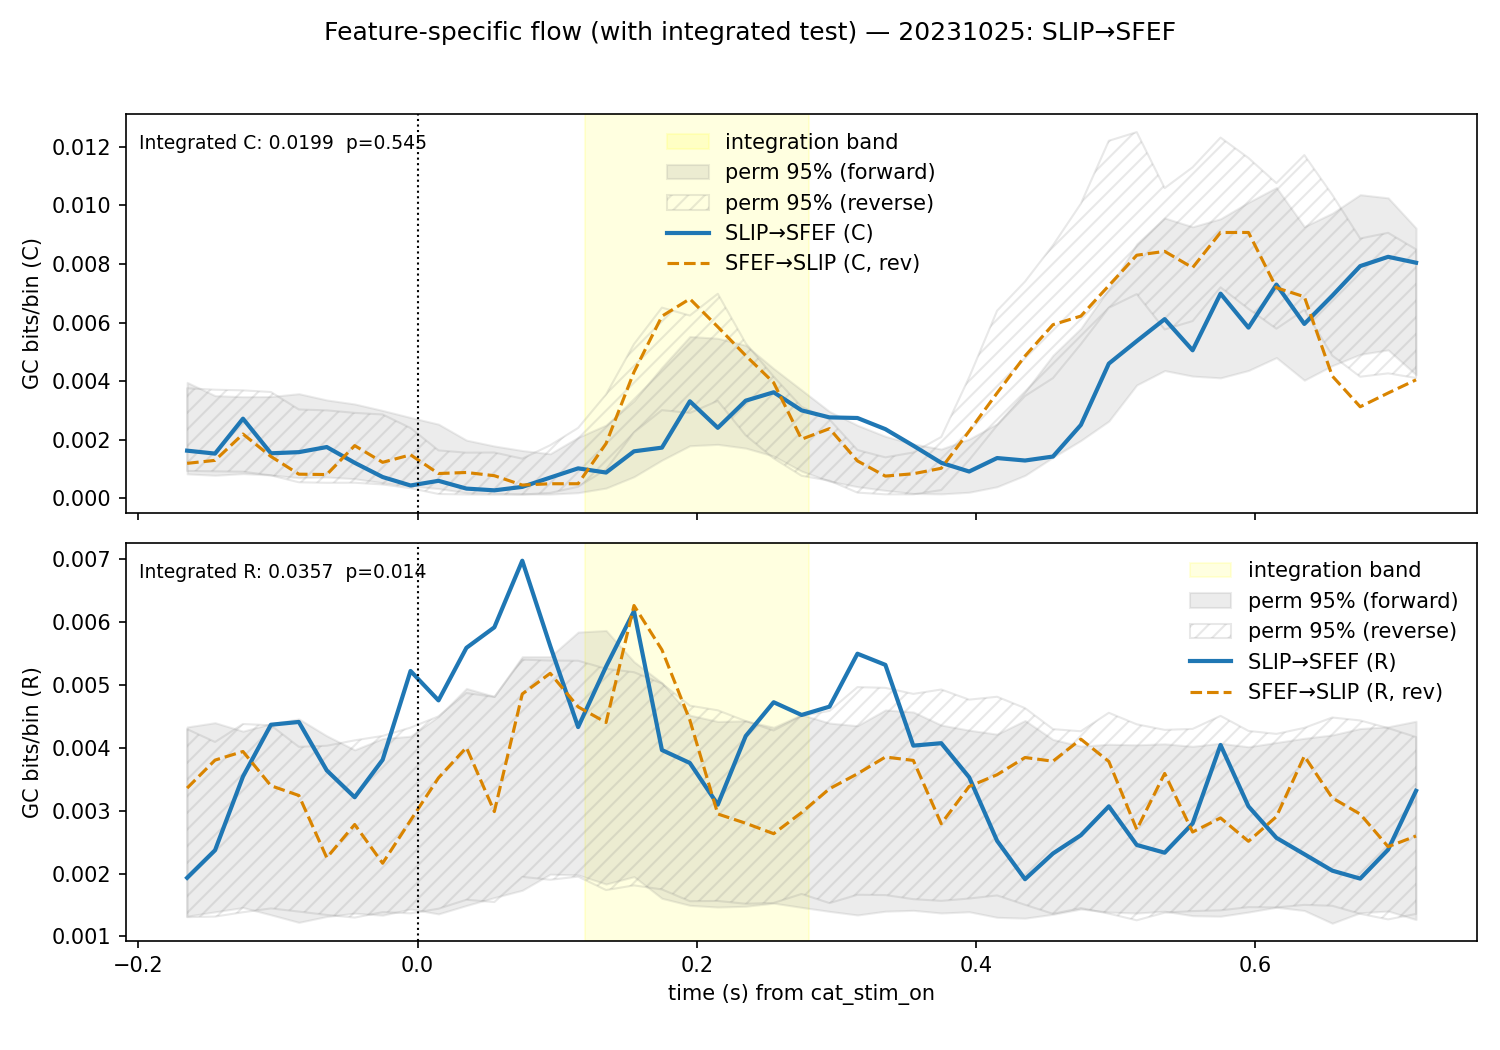 Feature-specific flow (with integrated test) — 20231025: SLIP→SFEF
Integrated C: 0.0199  p=0.545
integration band
perm 95% (forward)
perm 95% (reverse)
SLIP→SFEF (C)
SFEF→SLIP (C, rev)
GC bits/bin (C)
0.012
0.010
0.008
0.006
0.004
0.002
0.000
Integrated R: 0.0357  p=0.014
integration band
perm 95% (forward)
perm 95% (reverse)
SLIP→SFEF (R)
SFEF→SLIP (R, rev)
GC bits/bin (R)
0.007
0.006
0.005
0.004
0.003
0.002
0.001
−0.2
0.0
0.2
0.4
0.6
time (s) from cat_stim_on